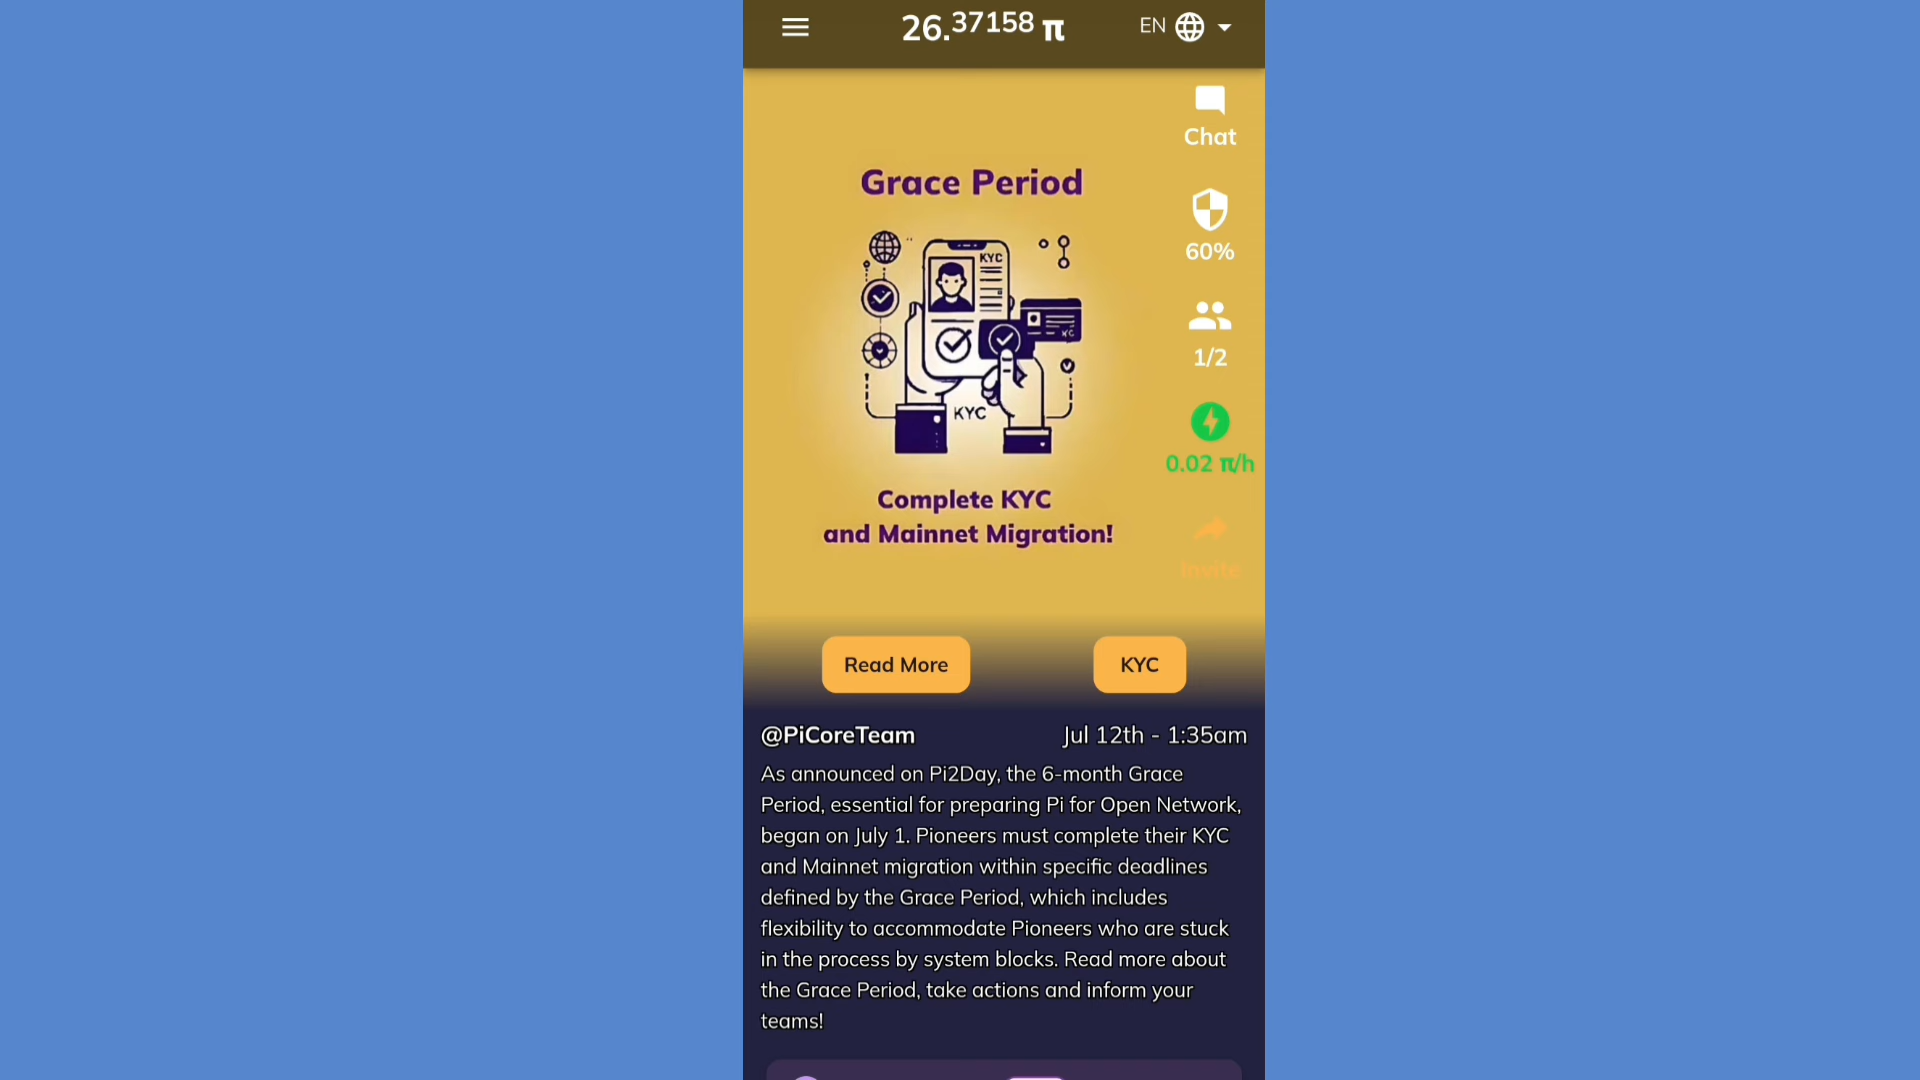 26.37158 π
EN
Chat
Grace Period
60%
KYC
1/2
KYC
0.02 π/h
Complete KYC
and Mainnet Migration!
Invite
Read More
KYC
@PiCoreTeam
Jul 12th - 1:35am
As announced on Pi2Day, the 6-month Grace
Period, essential for preparing Pi for Open Network,
began on July 1. Pioneers must complete their KYC
and Mainnet migration within specific deadlines
defined by the Grace Period, which includes
flexibility to accommodate Pioneers who are stuck
in the process by system blocks. Read more about
the Grace Period, take actions and inform your
teams!